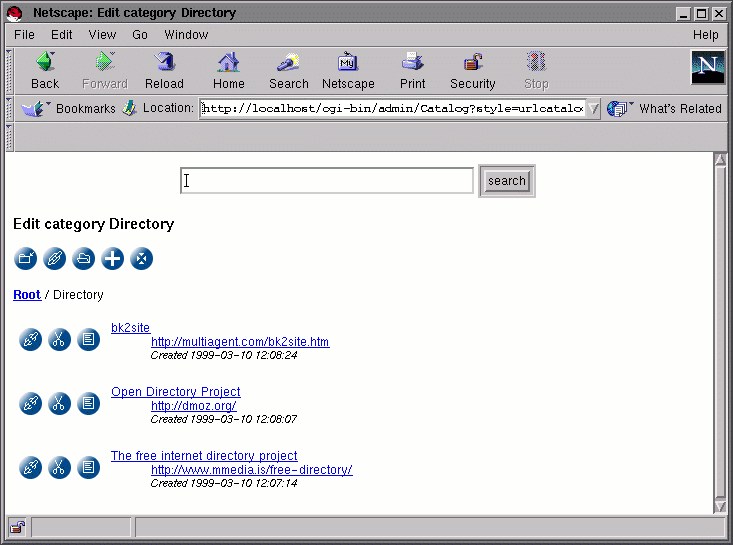 Netscape: Edit category Directory
File Edit View Go Window Help
Back Forward Reload Home Search Netscape Print Security Stop
My
N
Bookmarks Location: http://localhost/cgi-bin/admin/Catalog?style=urlcatalo What's Related
search
Edit category Directory
Root / Directory
bk2site
http://multiagent.com/bk2site.htm
Created 1999-03-10 12:08:24
Open Directory Project
http://dmoz.org/
Created 1999-03-10 12:08:07
The free internet directory project
http://www.mmedia.is/free-directory/
Created 1999-03-10 12:07:14